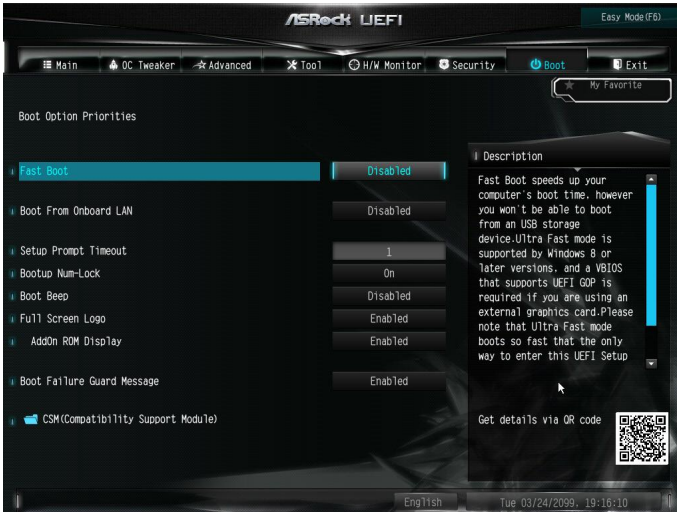 ASRock UEFI
Easy Mode(F6)
Main
OC Tweaker
Advanced
Tool
H/W Monitor
Security
Boot
Exit
My Favorite
Boot Option Priorities
Fast Boot
Disabled
Boot From Onboard LAN
Disabled
Setup Prompt Timeout
1
Bootup Num-Lock
On
Boot Beep
Disabled
Full Screen Logo
Enabled
AddOn ROM Display
Enabled
Boot Failure Guard Message
Enabled
CSM(Compatibility Support Module)
Description
Fast Boot speeds up your
computer's boot time. however
you won't be able to boot
from an USB storage
device.Ultra Fast mode is
supported by Windows 8 or
later versions. and a VBIOS
that supports UEFI GOP is
required if you are using an
external graphics card.Please
note that Ultra Fast mode
boots so fast that the only
way to enter this UEFI Setup
Get details via QR code
English
Tue 03/24/2099. 19:16:10